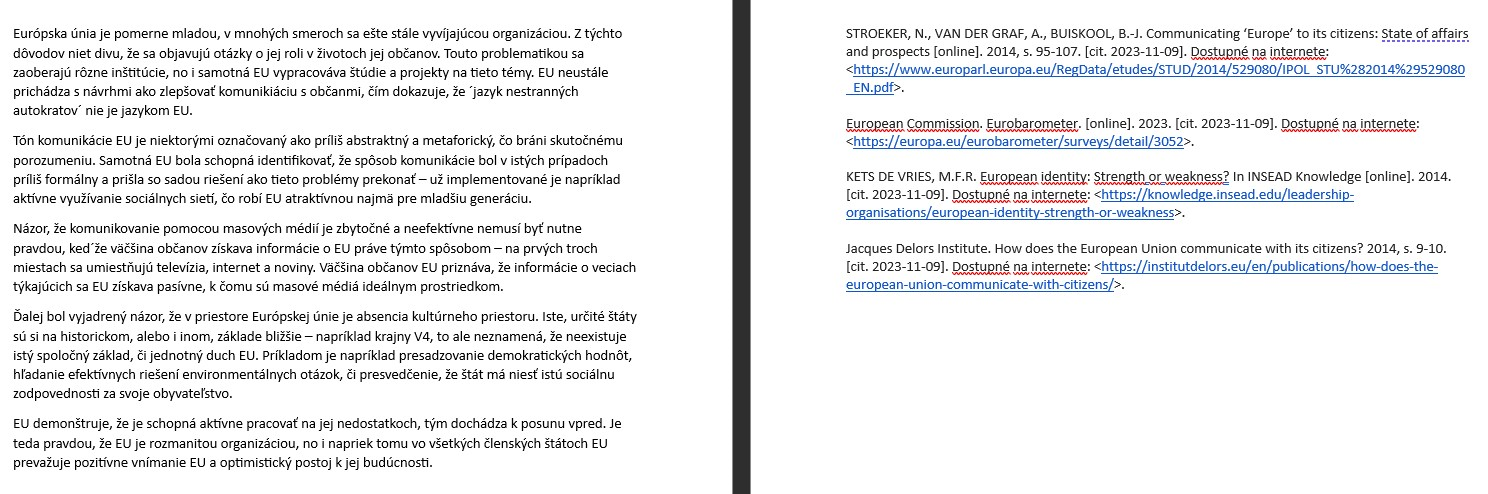 Európska únia je pomerne mladou, v mnohých smeroch sa ešte stále vyvíjajúcou organizáciou. Z týchto
dôvodov niet divu, že sa objavujú otázky o jej roli v životoch jej občanov. Touto problematikou sa
zaoberajú rôzne inštitúcie, no i samotná EU vypracováva štúdie a projekty na tieto témy. EU neustále
prichádza s návrhmi ako zlepšovať komunikiáciu s občanmi, čím dokazuje, že ´jazyk nestranných
autokratov´ nie je jazykom EU.
Tón komunikácie EU je niektorými označovaný ako príliš abstraktný a metaforický, čo bráni skutočnému
porozumeniu. Samotná EU bola schopná identifikovať, že spôsob komunikácie bol v istých prípadoch
príliš formálny a prišla so sadou riešení ako tieto problémy prekonať – už implementované je napríklad
aktívne využívanie sociálnych sietí, čo robí EU atraktívnou najmä pre mladšiu generáciu.
Názor, že komunikovanie pomocou masových médií je zbytočné a neefektívne nemusí byť nutne
pravdou, keď´že väčšina občanov získava informácie o EU práve týmto spôsobom – na prvých troch
miestach sa umiestňujú televízia, internet a noviny. Väčšina občanov EU priznáva, že informácie o veciach
týkajúcich sa EU získava pasívne, k čomu sú masové médiá ideálnym prostriedkom.
Ďalej bol vyjadrený názor, že v priestore Európskej únie je absencia kultúrneho priestoru. Iste, určité štáty
sú si na historickom, alebo i inom, základe bližšie – napríklad krajny V4, to ale neznamená, že neexistuje
istý spoločný základ, či jednotný duch EU. Príkladom je napríklad presadzovanie demokratických hodnôt,
hľadanie efektívnych riešení environmentálnych otázok, či presvedčenie, že štát má niesť istú sociálnu
zodpovednosti za svoje obyvateľstvo.
EU demonštruje, že je schopná aktívne pracovať na jej nedostatkoch, tým dochádza k posunu vpred. Je
teda pravdou, že EU je rozmanitou organizáciou, no i napriek tomu vo všetkých členských štátoch EU
prevažuje pozitívne vnímanie EU a optimistický postoj k jej budúcnosti.
STROEKER, N., VAN DER GRAF, A., BUISKOOL, B.-J. Communicating ‘Europe’ to its citizens: State of affairs
and prospects [online]. 2014, s. 95-107. [cit. 2023-11-09]. Dostupné na internete:
<https://www.europarl.europa.eu/RegData/etudes/STUD/2014/529080/IPOL_STU%282014%29529080
_EN.pdf>.
European Commission. Eurobarometer. [online]. 2023. [cit. 2023-11-09]. Dostupné na internete:
<https://europa.eu/eurobarometer/surveys/detail/3052>.
KETS DE VRIES, M.F.R. European identity: Strength or weakness? In INSEAD Knowledge [online]. 2014.
[cit. 2023-11-09]. Dostupné na internete: <https://knowledge.insead.edu/leadership-
organisations/european-identity-strength-or-weakness>.
Jacques Delors Institute. How does the European Union communicate with its citizens? 2014, s. 9-10.
[cit. 2023-11-09]. Dostupné na internete: <https://institutdelors.eu/en/publications/how-does-the-
european-union-communicate-with-citizens/>.